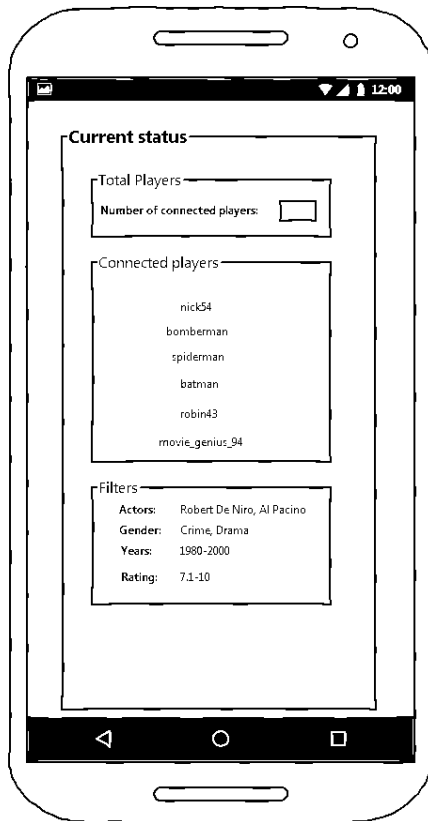 12:00
Current status
Total Players
Number of connected players:
Connected players
nick54
bomberman
spiderman
batman
robin43
movie_genius_94
Filters
Actors: Robert De Niro, Al Pacino
Gender: Crime, Drama
Years: 1980-2000
Rating: 7.1-10